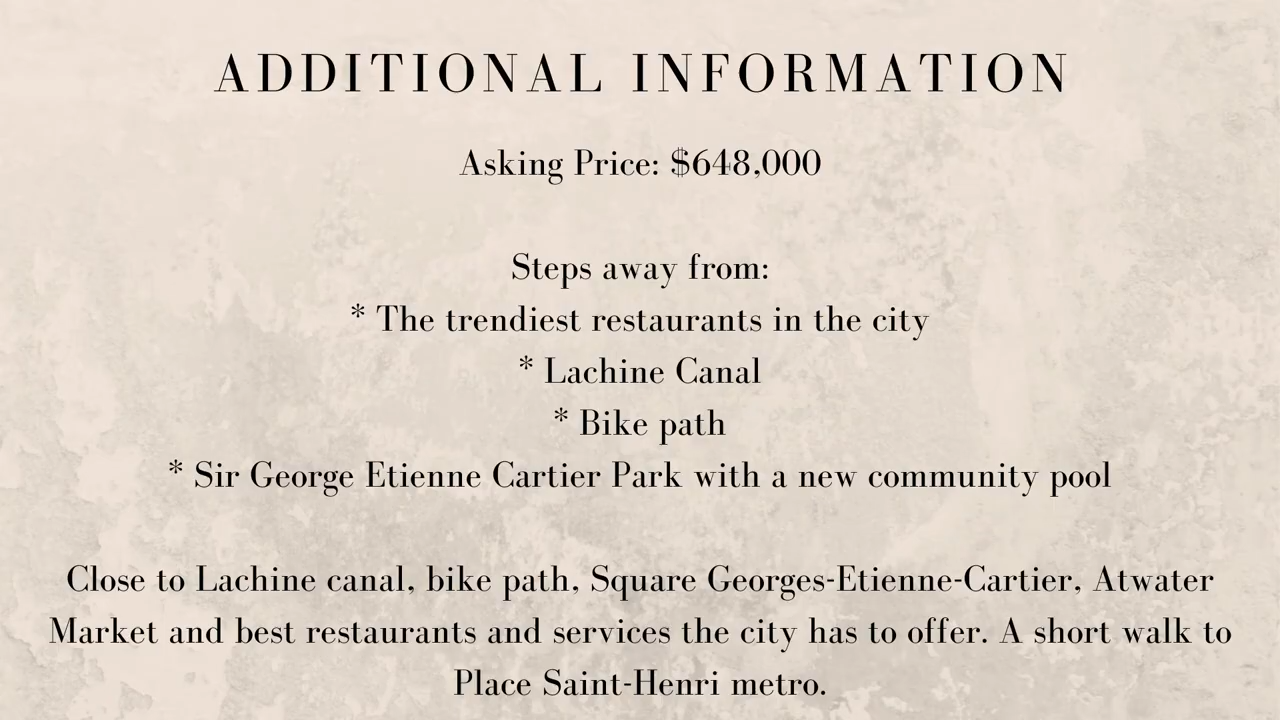 ADDITIONAL INFORMATION
Asking Price: $648,000
Steps away from:
* The trendiest restaurants in the city
* Lachine Canal
* Bike path
* Sir George Etienne Cartier Park with a new community pool
Close to Lachine canal, bike path, Square Georges-Etienne-Cartier, Atwater
Market and best restaurants and services the city has to offer. A short walk to
Place Saint-Henri metro.